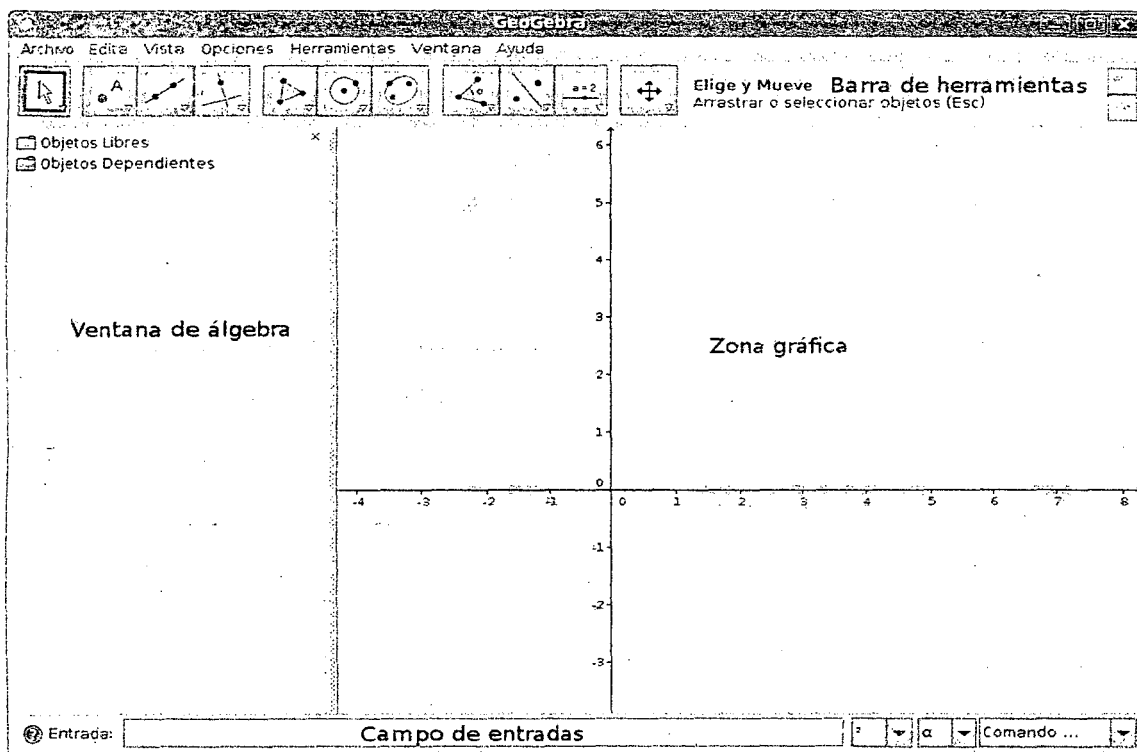 GeoGebra
Archivo Edita Vista Opciones Herramientas Ventana Ayuda
A
a=2
Elige y Mueve Barra de herramientas
Arrastrar o seleccionar objetos (Esc)
Objetos Libres
Objetos Dependientes
Ventana de álgebra
Zona gráfica
6
5
4
3
2
1
0
-4 -3 -2 -1 0 1 2 3 4 5 6 7 8
-1
-2
-3
Entrada: Campo de entradas ² α Comando ...